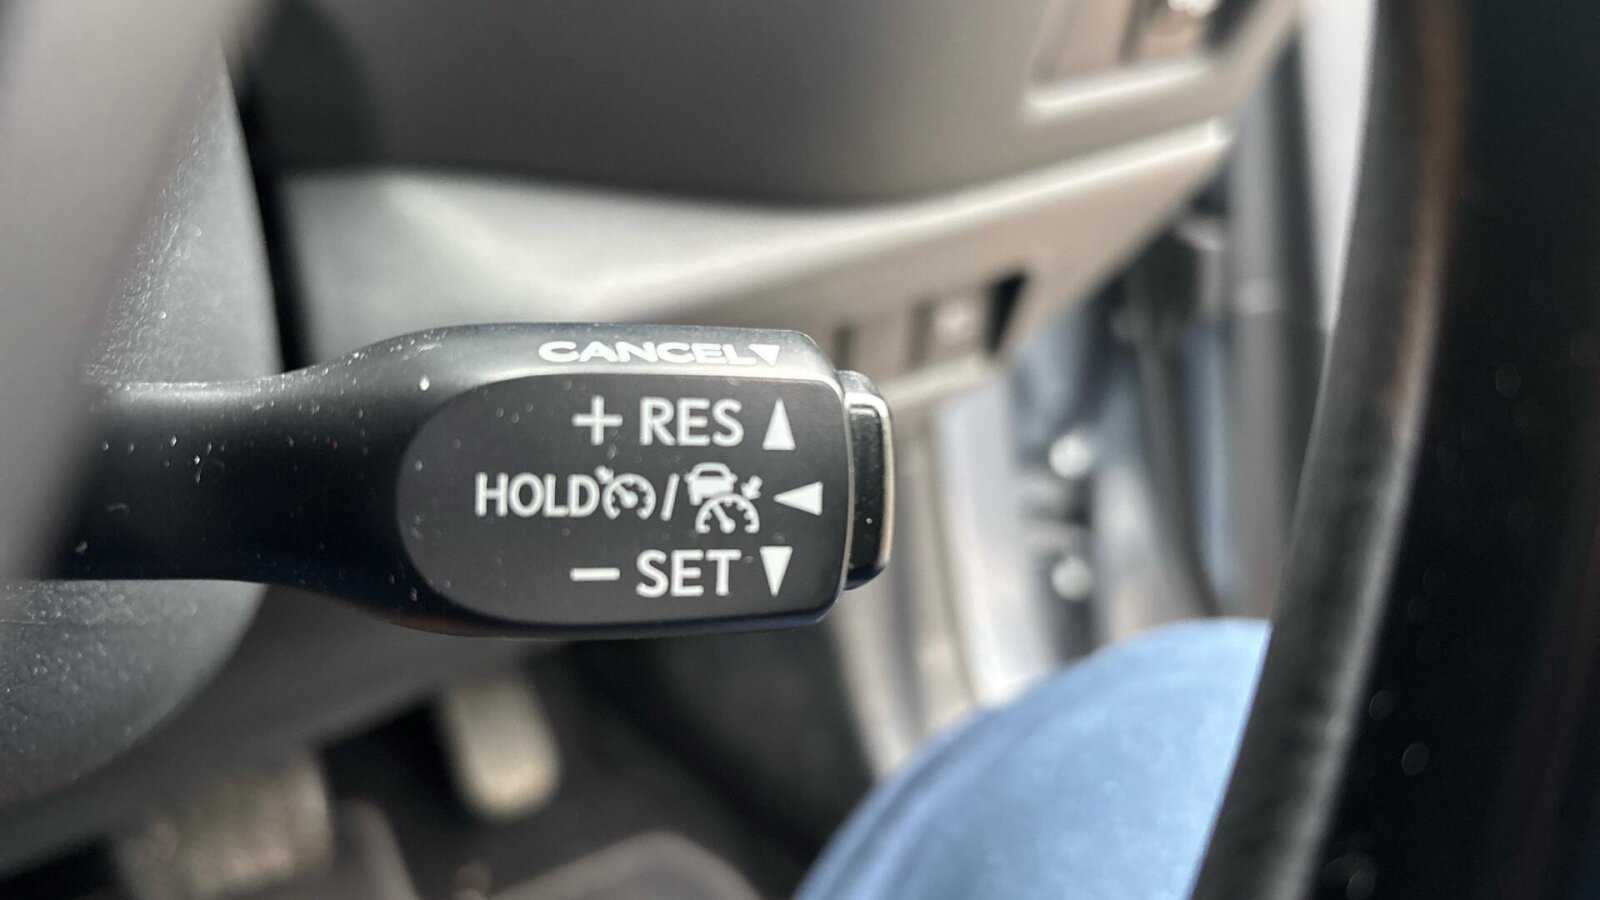 CANCEL▼
+ RES ▲
HOLD / ◀
− SET ▼